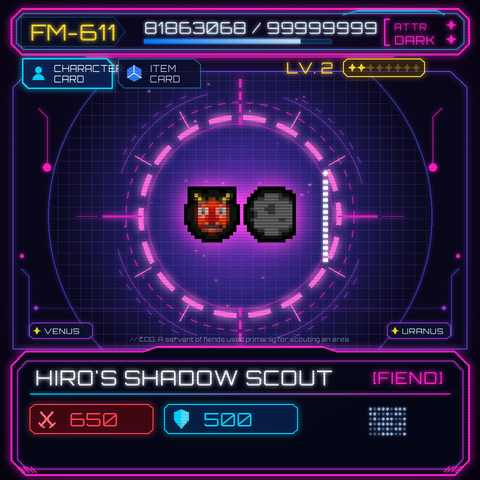 FM-611
81863068 / 99999999
ATTR
DARK
CHARACTER
CARD
ITEM
CARD
LV.2
VENUS
URANUS
// LOG: A servant of fiends used primarily for scouting an area
HIRO'S SHADOW SCOUT
[FIEND]
650
500